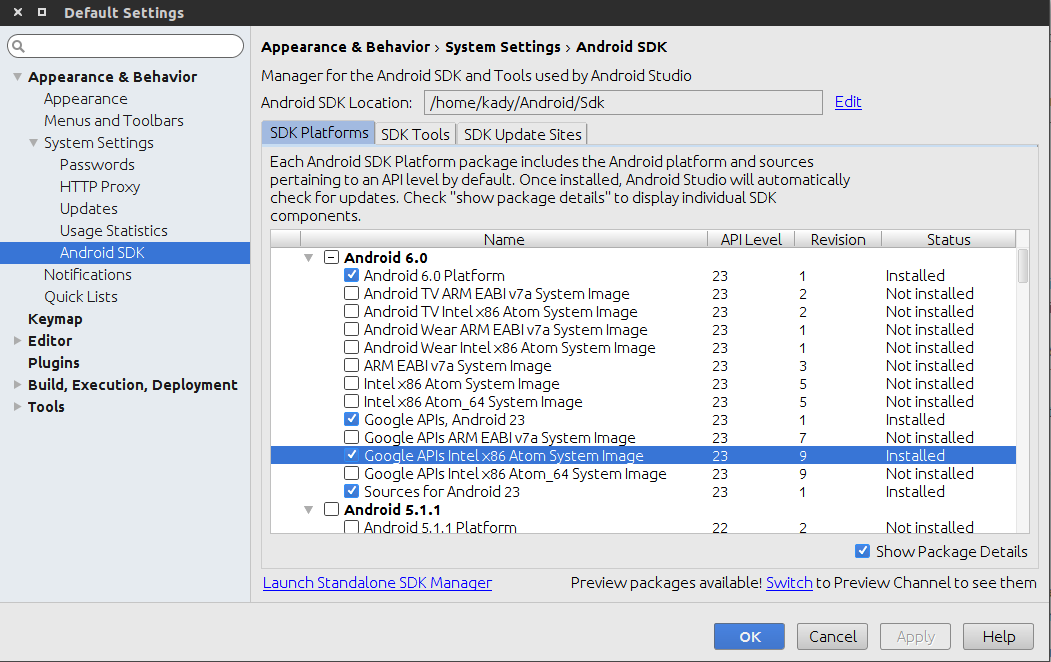 Default Settings
Appearance & Behavior
Appearance
Menus and Toolbars
System Settings
Passwords
HTTP Proxy
Updates
Usage Statistics
Android SDK
Notifications
Quick Lists
Keymap
Editor
Plugins
Build, Execution, Deployment
Tools
Appearance & Behavior › System Settings › Android SDK
Manager for the Android SDK and Tools used by Android Studio
Android SDK Location: /home/kady/Android/Sdk Edit
SDK Platforms SDK Tools SDK Update Sites
Each Android SDK Platform package includes the Android platform and sources
pertaining to an API level by default. Once installed, Android Studio will automatically
check for updates. Check "show package details" to display individual SDK
components.
Name API Level Revision Status
Android 6.0
Android 6.0 Platform 23 1 Installed
Android TV ARM EABI v7a System Image 23 2 Not installed
Android TV Intel x86 Atom System Image 23 2 Not installed
Android Wear ARM EABI v7a System Image 23 1 Not installed
Android Wear Intel x86 Atom System Image 23 1 Not installed
ARM EABI v7a System Image 23 3 Not installed
Intel x86 Atom System Image 23 5 Not installed
Intel x86 Atom_64 System Image 23 5 Not installed
Google APIs, Android 23 23 1 Installed
Google APIs ARM EABI v7a System Image 23 7 Not installed
Google APIs Intel x86 Atom System Image 23 9 Installed
Google APIs Intel x86 Atom_64 System Image 23 9 Not installed
Sources for Android 23 23 1 Installed
Android 5.1.1
Android 5.1.1 Platform 22 2 Not installed
Show Package Details
Launch Standalone SDK Manager Preview packages available! Switch to Preview Channel to see them
OK Cancel Apply Help